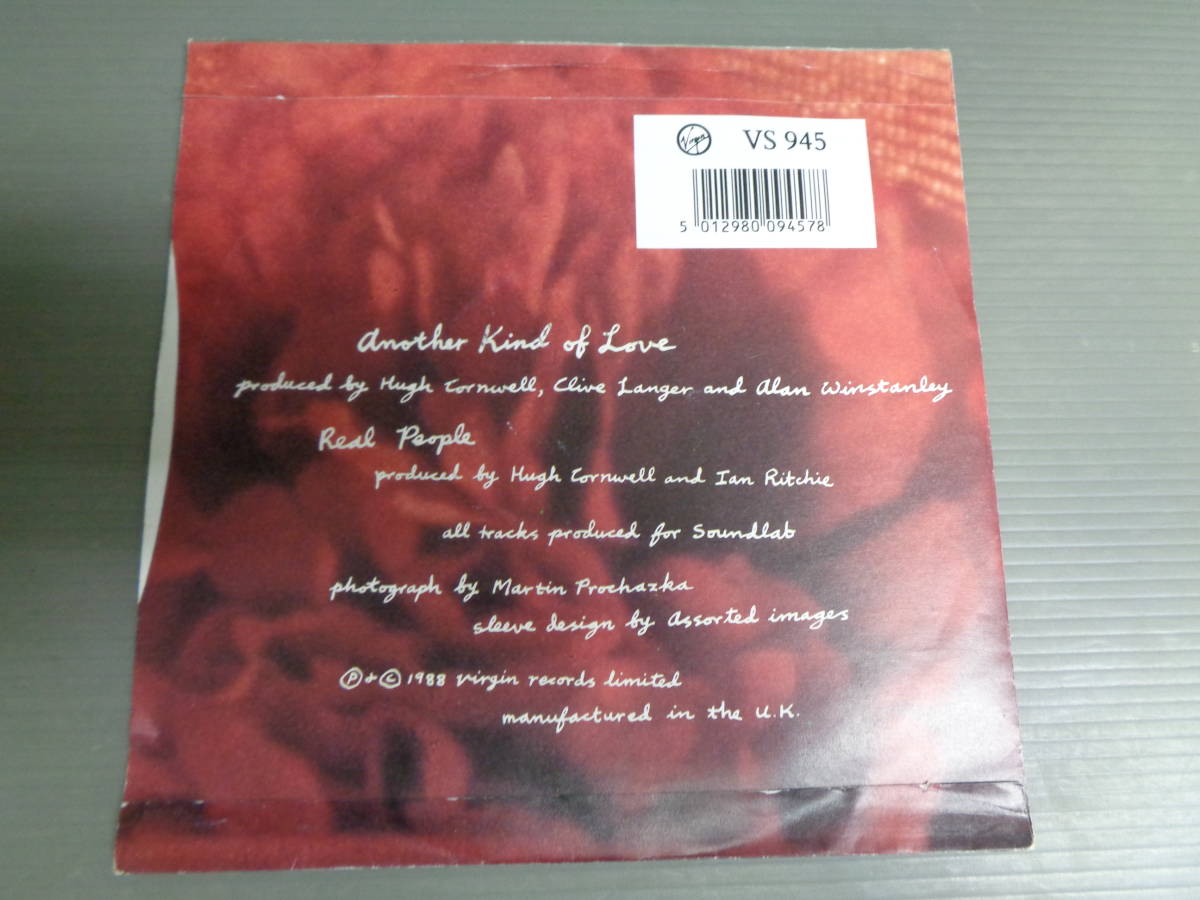 Virgin VS 945
5 012980 094578
Another Kind of Love
produced by Hugh Cornwell, Clive Langer and Alan Winstanley
Real People
produced by Hugh Cornwell and Ian Ritchie
all tracks produced for Soundlab
photograph by Martin Prochazka
sleeve design by Assorted images
℗ + © 1988 virgin records limited
manufactured in the U.K.